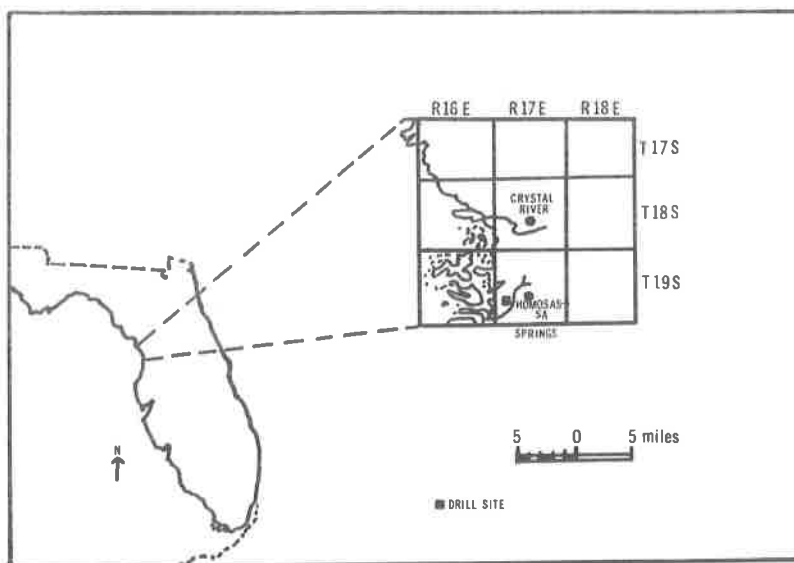 R16E R17E R18E
T17S
CRYSTAL
RIVER
T18S
T19S
HOMOSAS-
SA
SPRINGS
N
5 0 5 miles
DRILL SITE